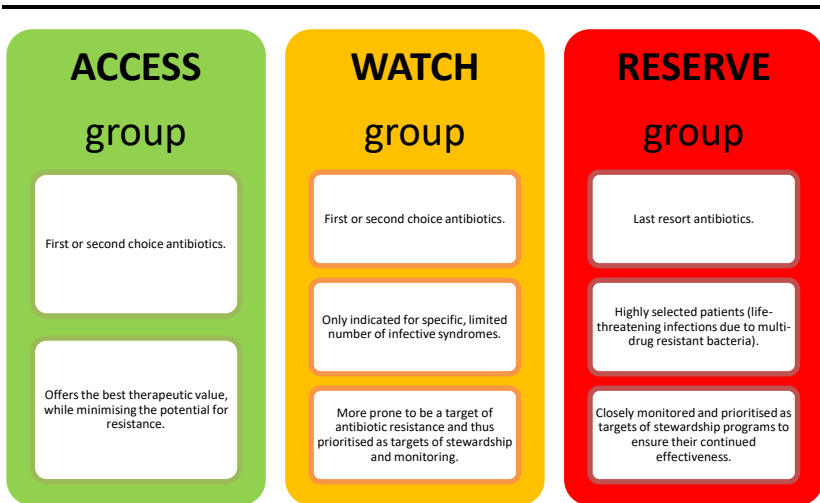 ACCESS
group
First or second choice antibiotics.
Offers the best therapeutic value,
while minimising the potential for
resistance.
WATCH
group
First or second choice antibiotics.
Only indicated for specific, limited
number of infective syndromes.
More prone to be a target of
antibiotic resistance and thus
prioritised as targets of stewardship
and monitoring.
RESERVE
group
Last resort antibiotics.
Highly selected patients (life-
threatening infections due to multi-
drug resistant bacteria).
Closely monitored and prioritised as
targets of stewardship programs to
ensure their continued
effectiveness.